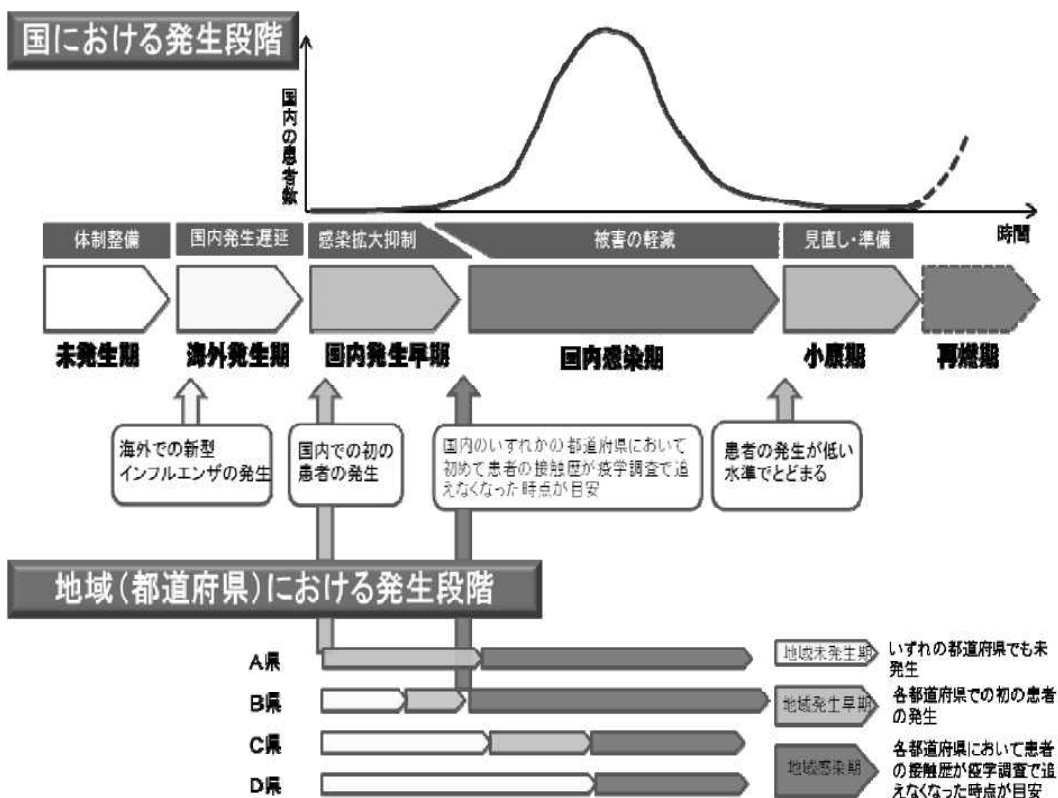 国における発生段階
国内の患者数
時間
体制整備
国内発生遅延
感染拡大抑制
被害の軽減
見直し・準備
未発生期
海外発生期
国内発生早期
国内感染期
小康期
再燃期
海外での新型
インフルエンザの発生
国内での初の
患者の発生
国内のいずれかの都道府県において
初めて患者の接触歴が疫学調査で追
えなくなった時点が目安
患者の発生が低い
水準でとどまる
地域(都道府県)における発生段階
A県
B県
C県
D県
地域未発生期
いずれの都道府県でも未
発生
地域発生早期
各都道府県での初の患者
の発生
地域感染期
各都道府県において患者
の接触歴が疫学調査で追
えなくなった時点が目安